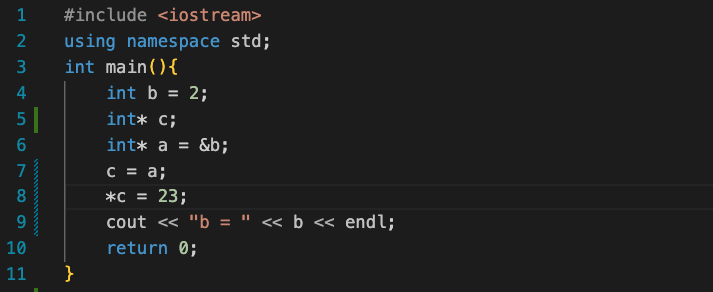 1 #include <iostream>
2 using namespace std;
3 int main(){
4 int b = 2;
5 int* c;
6 int* a = &b;
7 c = a;
8 *c = 23;
9 cout << "b = " << b << endl;
10 return 0;
11 }